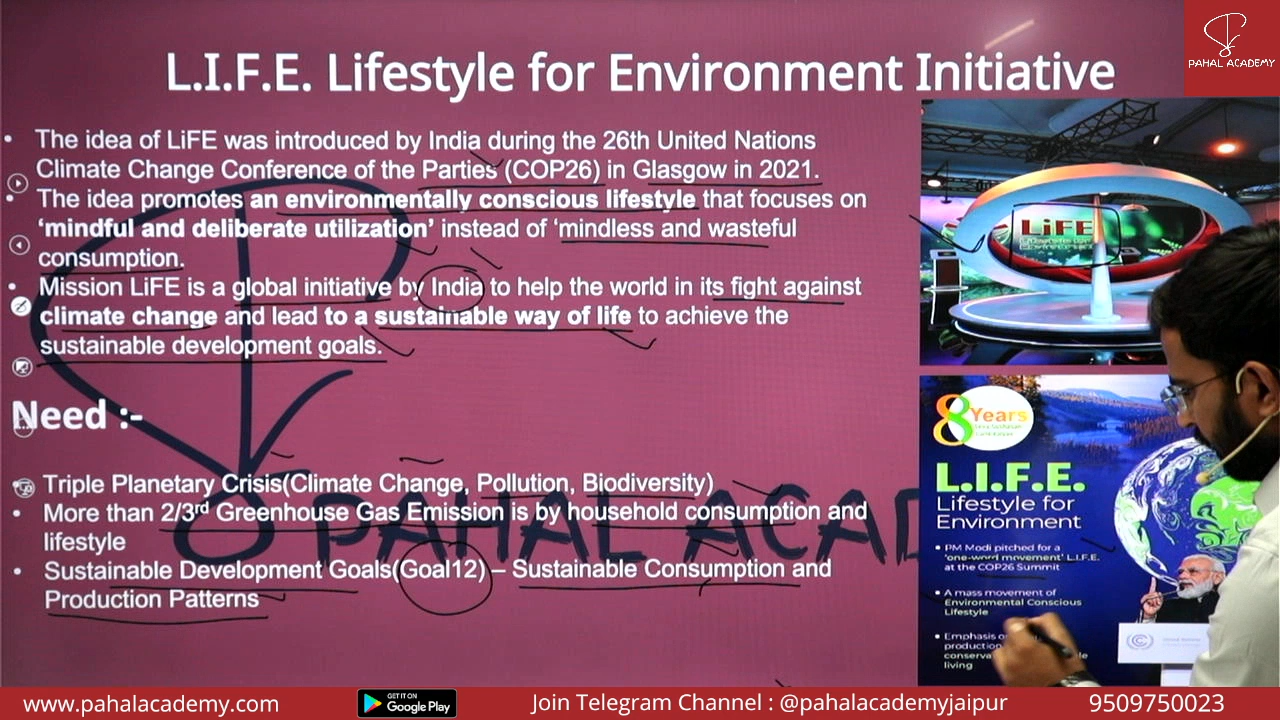 L.I.F.E. Lifestyle for Environment Initiative
PAHAL ACADEMY
• The idea of LiFE was introduced by India during the 26th United Nations
Climate Change Conference of the Parties (COP26) in Glasgow in 2021.
• The idea promotes an environmentally conscious lifestyle that focuses on
‘mindful and deliberate utilization’ instead of ‘mindless and wasteful
consumption.
• Mission LiFE is a global initiative by India to help the world in its fight against
climate change and lead to a sustainable way of life to achieve the
sustainable development goals.
Need :-
• Triple Planetary Crisis(Climate Change, Pollution, Biodiversity)
• More than 2/3rd Greenhouse Gas Emission is by household consumption and
lifestyle
• Sustainable Development Goals(Goal12) – Sustainable Consumption and
Production Patterns
PAHAL ACAD
LiFE
8 Years
L.I.F.E.
Lifestyle for
Environment
• PM Modi pitched for a
‘one-word movement’ L.I.F.E.
at the COP26 Summit
• A mass movement of
Environmental Conscious
Lifestyle
• Emphasis
production
living
www.pahalacademy.com
GET IT ON
Google Play
Join Telegram Channel : @pahalacademyjaipur
9509750023